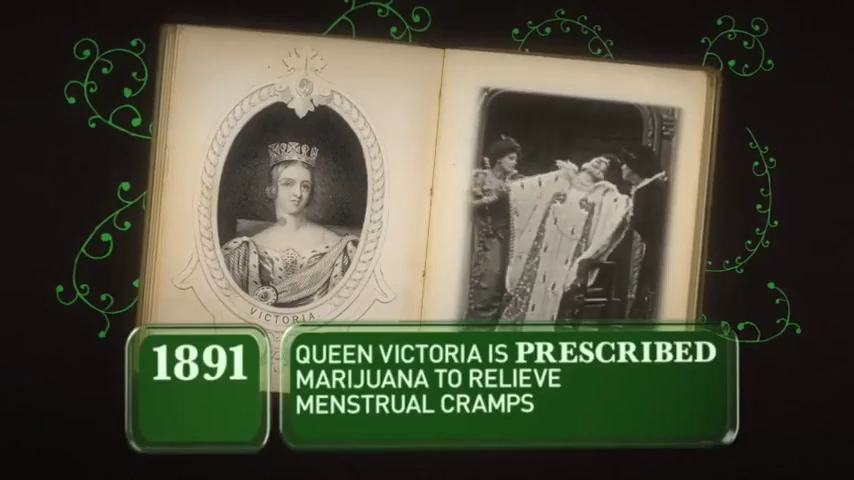 VICTORIA
1891
QUEEN VICTORIA IS PRESCRIBED
MARIJUANA TO RELIEVE
MENSTRUAL CRAMPS